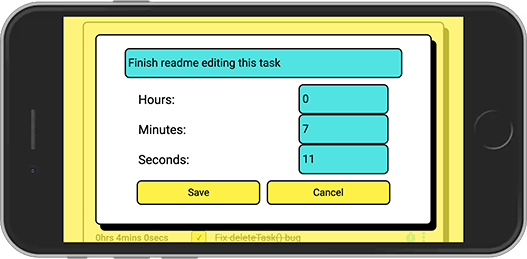 Finish readme editing this task
Hours: 0
Minutes: 7
Seconds: 11
Save Cancel
0hrs 4mins 0secs Fix deleteTask() bug